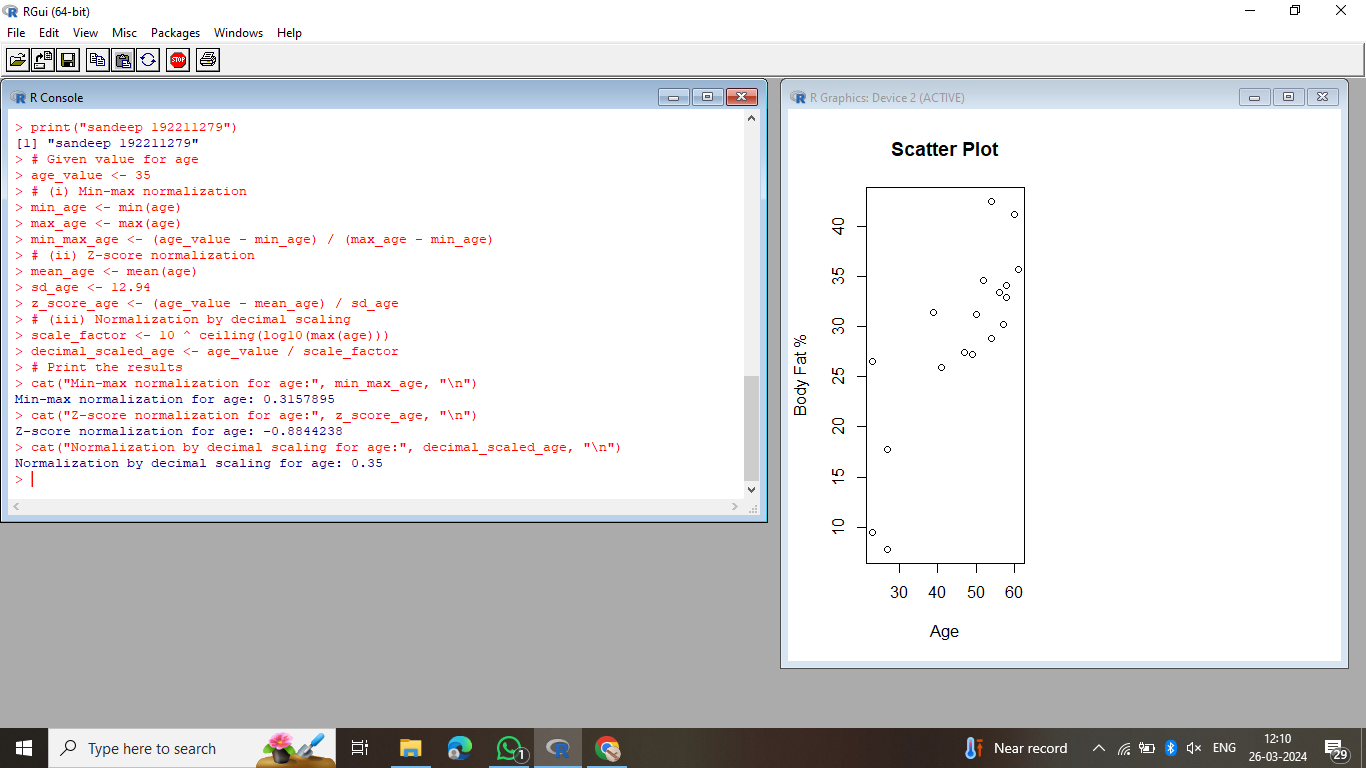 RGui (64-bit)
File Edit View Misc Packages Windows Help
STOP
R Console
> print("sandeep 192211279")
[1] "sandeep 192211279"
> # Given value for age
> age_value <- 35
> # (i) Min-max normalization
> min_age <- min(age)
> max_age <- max(age)
> min_max_age <- (age_value - min_age) / (max_age - min_age)
> # (ii) Z-score normalization
> mean_age <- mean(age)
> sd_age <- 12.94
> z_score_age <- (age_value - mean_age) / sd_age
> # (iii) Normalization by decimal scaling
> scale_factor <- 10 ^ ceiling(log10(max(age)))
> decimal_scaled_age <- age_value / scale_factor
> # Print the results
> cat("Min-max normalization for age:", min_max_age, "\n")
Min-max normalization for age: 0.3157895
> cat("Z-score normalization for age:", z_score_age, "\n")
Z-score normalization for age: -0.8844238
> cat("Normalization by decimal scaling for age:", decimal_scaled_age, "\n")
Normalization by decimal scaling for age: 0.35
>
R Graphics: Device 2 (ACTIVE)
Scatter Plot
Body Fat %
40
35
30
25
20
15
10
30 40 50 60
Age
Type here to search
1
Near record
ENG
12:10
26-03-2024
29